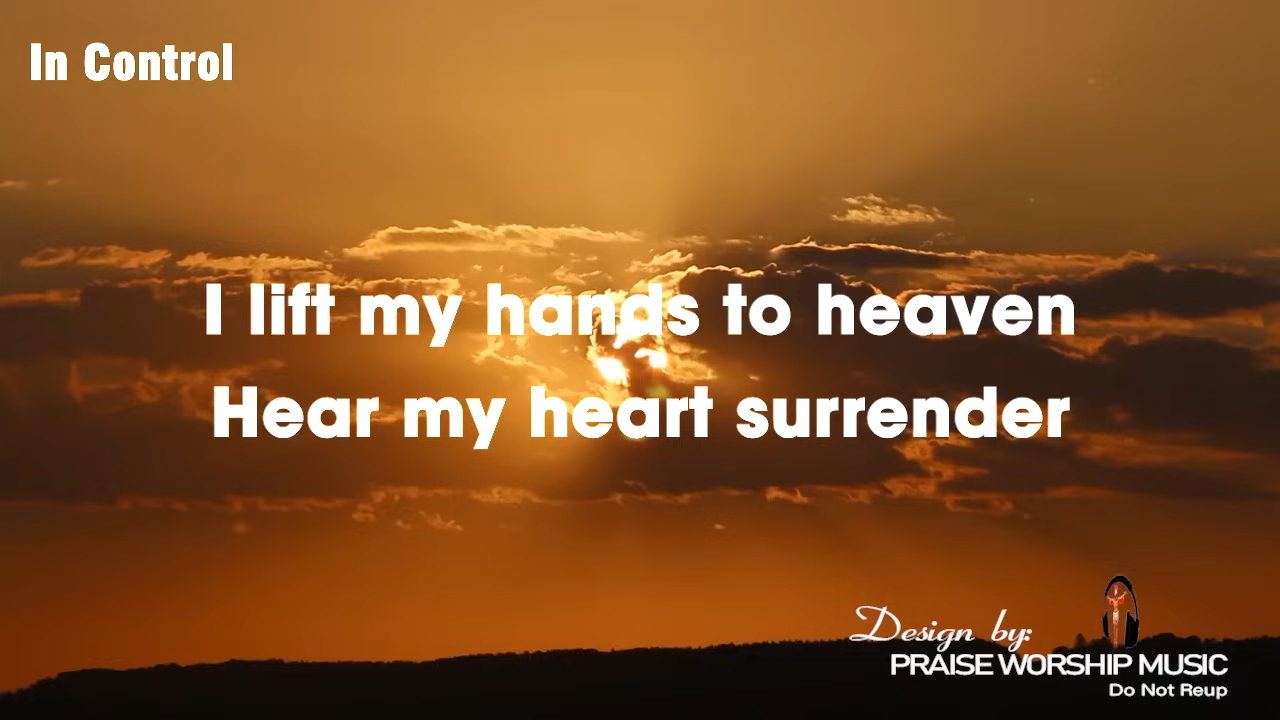 In Control
I lift my hands to heaven
Hear my heart surrender
Design by:
PRAISE WORSHIP MUSIC
Do Not Reup